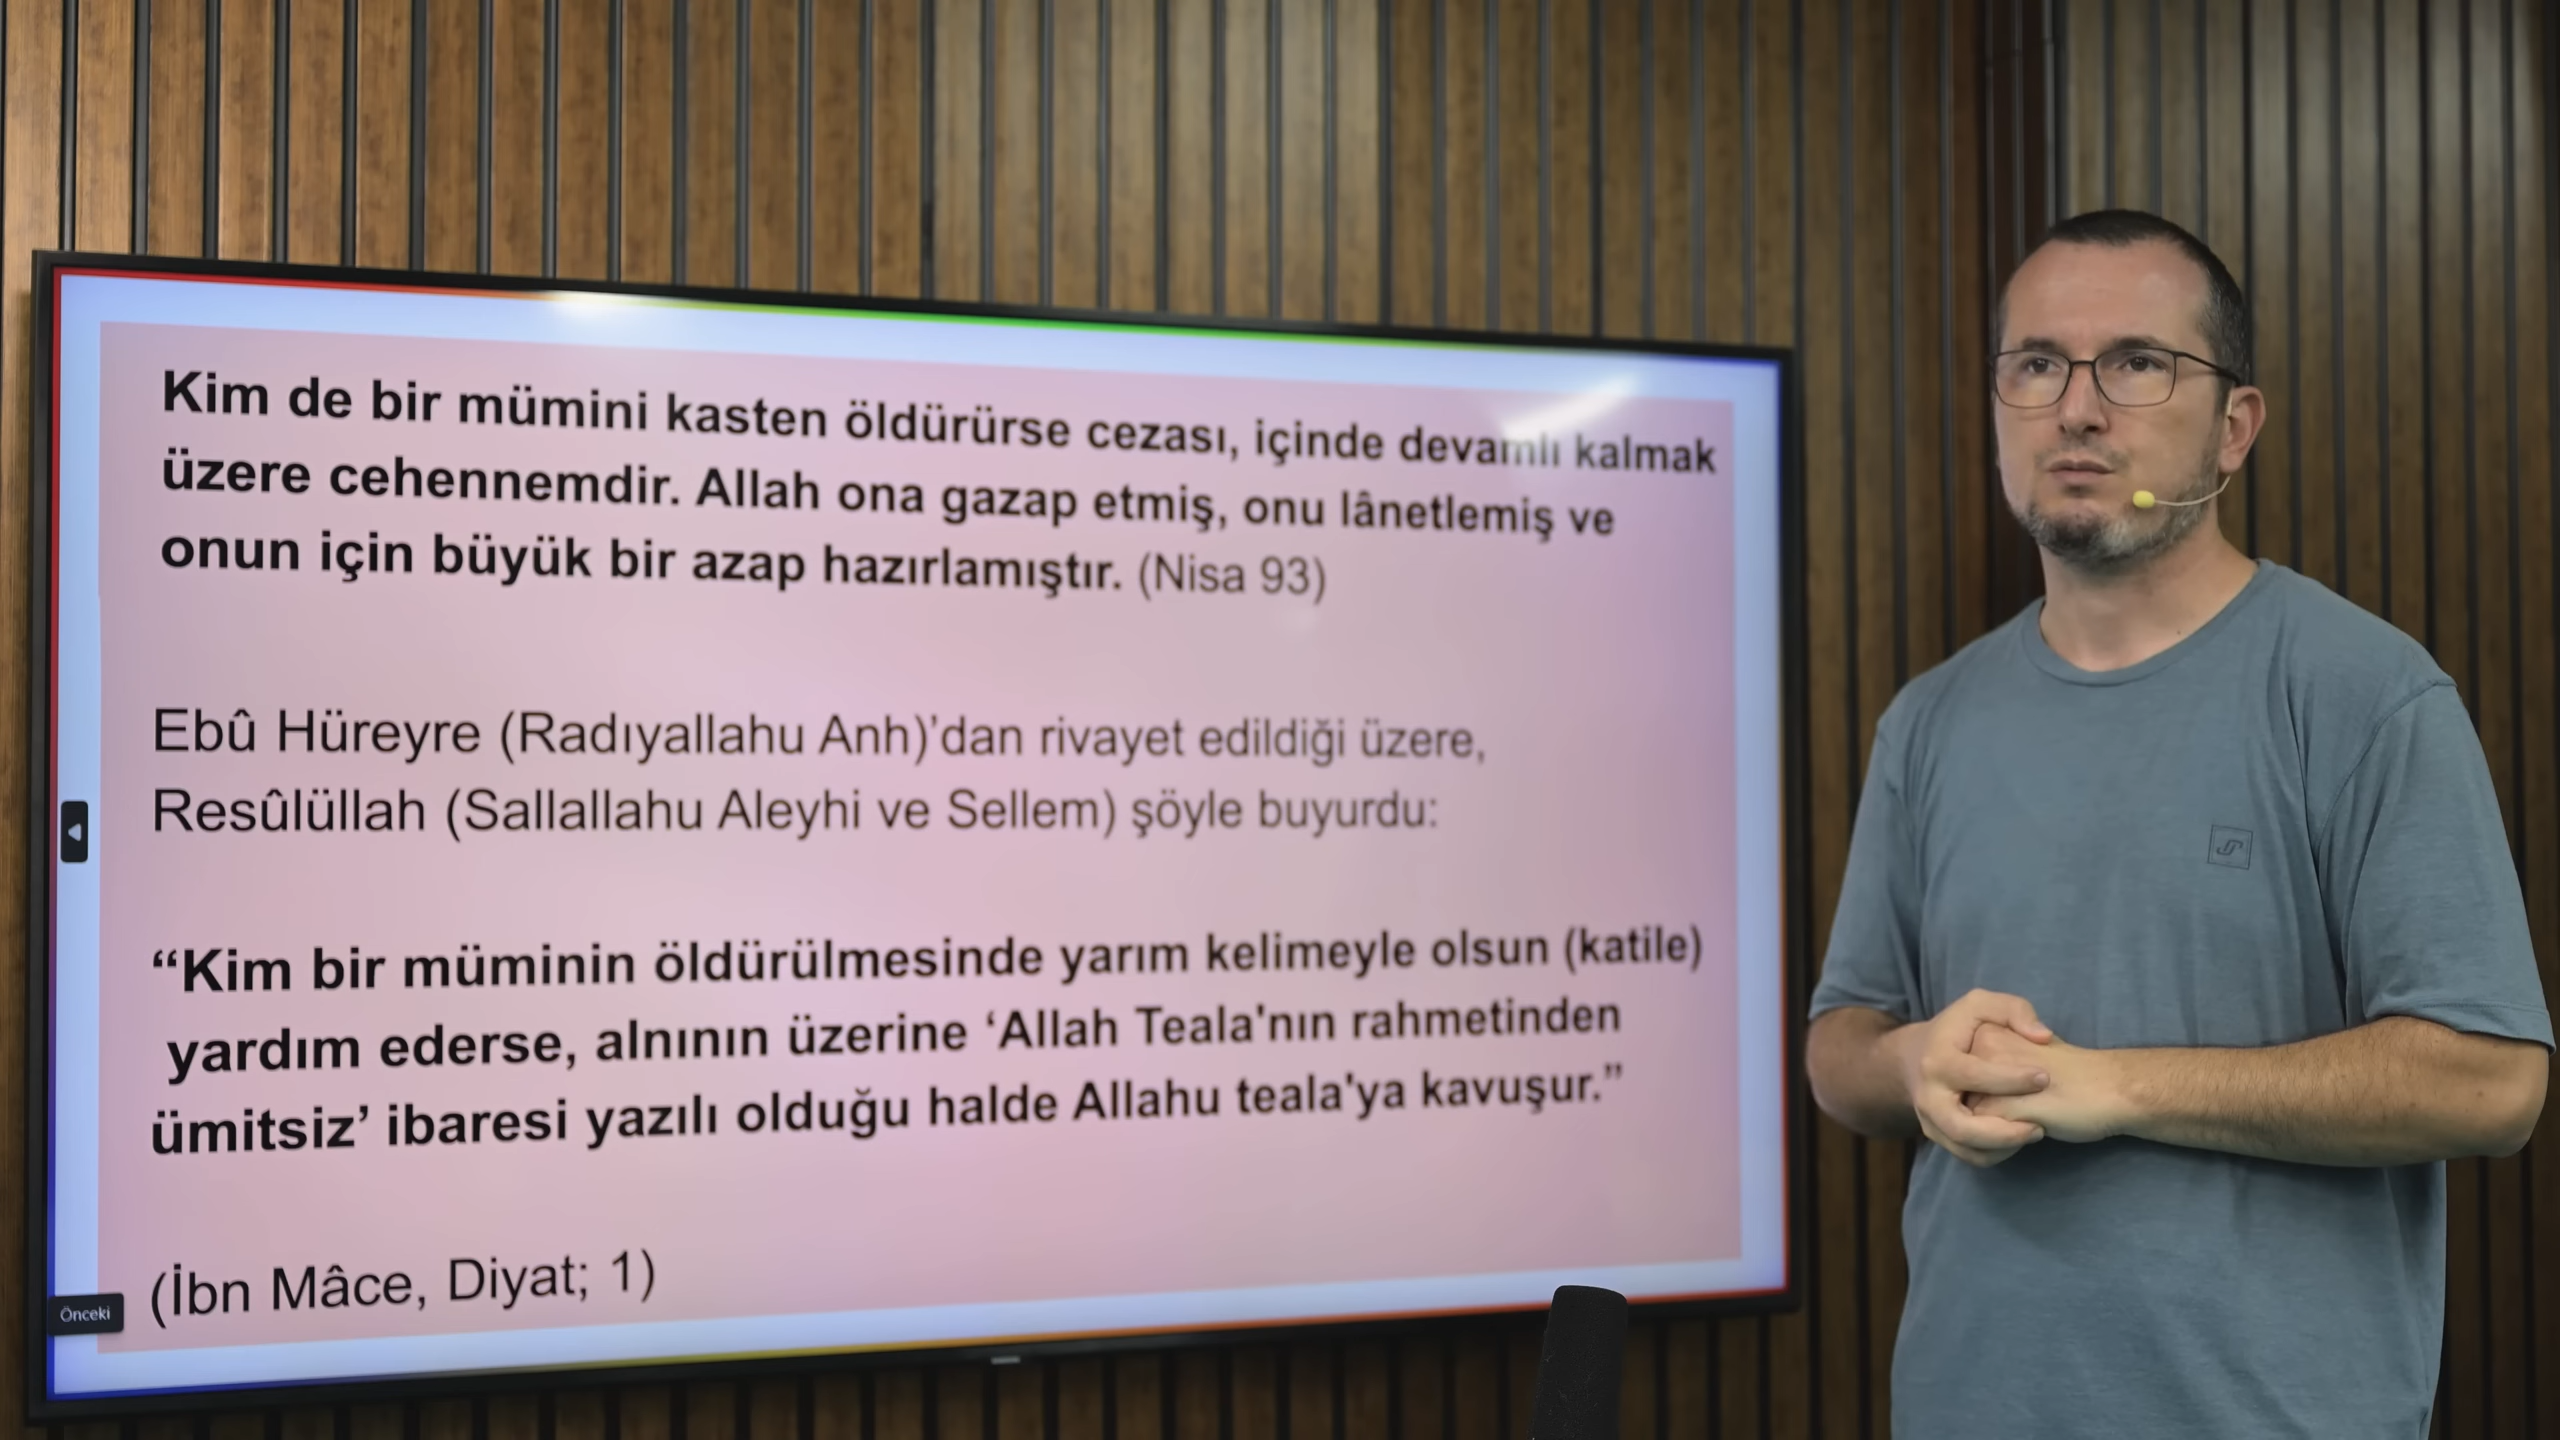 Kim de bir mümini kasten öldürürse cezası, içinde devamlı kalmak
üzere cehennemdir. Allah ona gazap etmiş, onu lânetlemiş ve
onun için büyük bir azap hazırlamıştır. (Nisa 93)
Ebû Hüreyre (Radıyallahu Anh)’dan rivayet edildiği üzere,
Resûlüllah (Sallallahu Aleyhi ve Sellem) şöyle buyurdu:
“Kim bir müminin öldürülmesinde yarım kelimeyle olsun (katile)
yardım ederse, alnının üzerine ‘Allah Teala'nın rahmetinden
ümitsiz’ ibaresi yazılı olduğu halde Allahu teala'ya kavuşur.”
(İbn Mâce, Diyat; 1)
Önceki